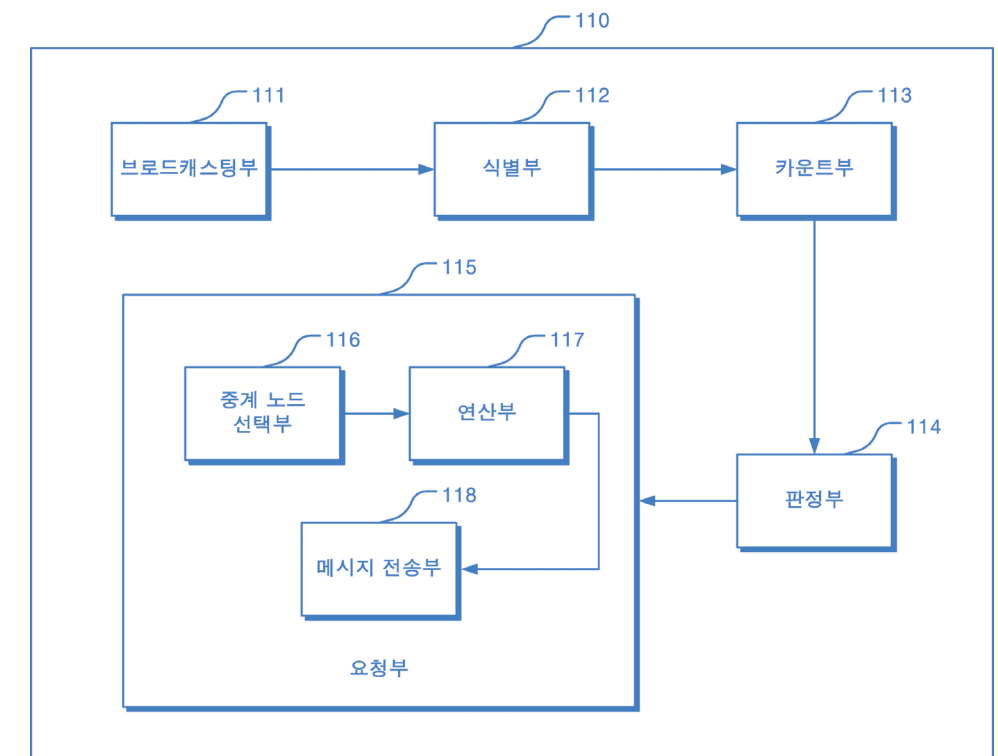 110
111
112
113
브로드캐스팅부
식별부
카운트부
115
116
117
중계 노드
선택부
연산부
114
판정부
118
메시지 전송부
요청부